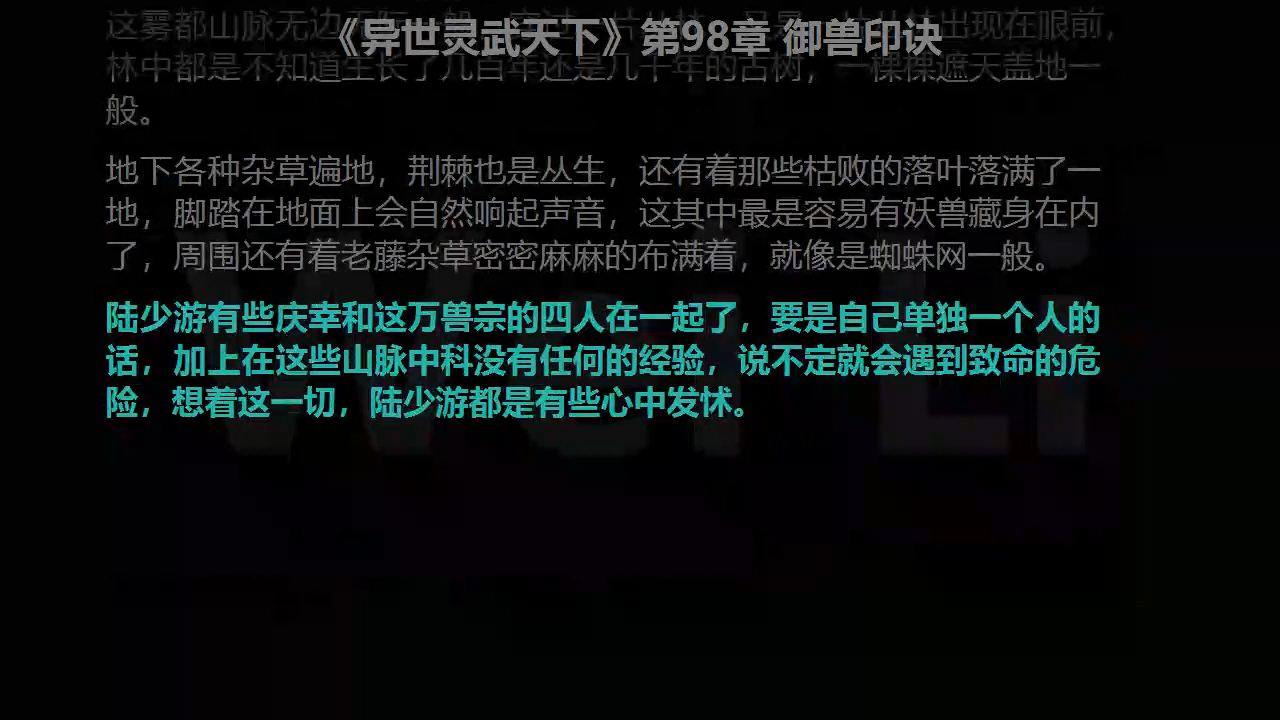 《异世灵武天下》第98章 御兽印诀
这雾都山脉无边 出现在眼前，
林中都是不知道生长了几百年还是几千年的古树，一棵棵遮天盖地一
般。
地下各种杂草遍地，荆棘也是丛生，还有着那些枯败的落叶落满了一
地，脚踏在地面上会自然响起声音，这其中最是容易有妖兽藏身在内
了，周围还有着老藤杂草密密麻麻的布满着，就像是蜘蛛网一般。
陆少游有些庆幸和这万兽宗的四人在一起了，要是自己单独一个人的
话，加上在这些山脉中科没有任何的经验，说不定就会遇到致命的危
险，想着这一切，陆少游都是有些心中发怵。
Wei Li